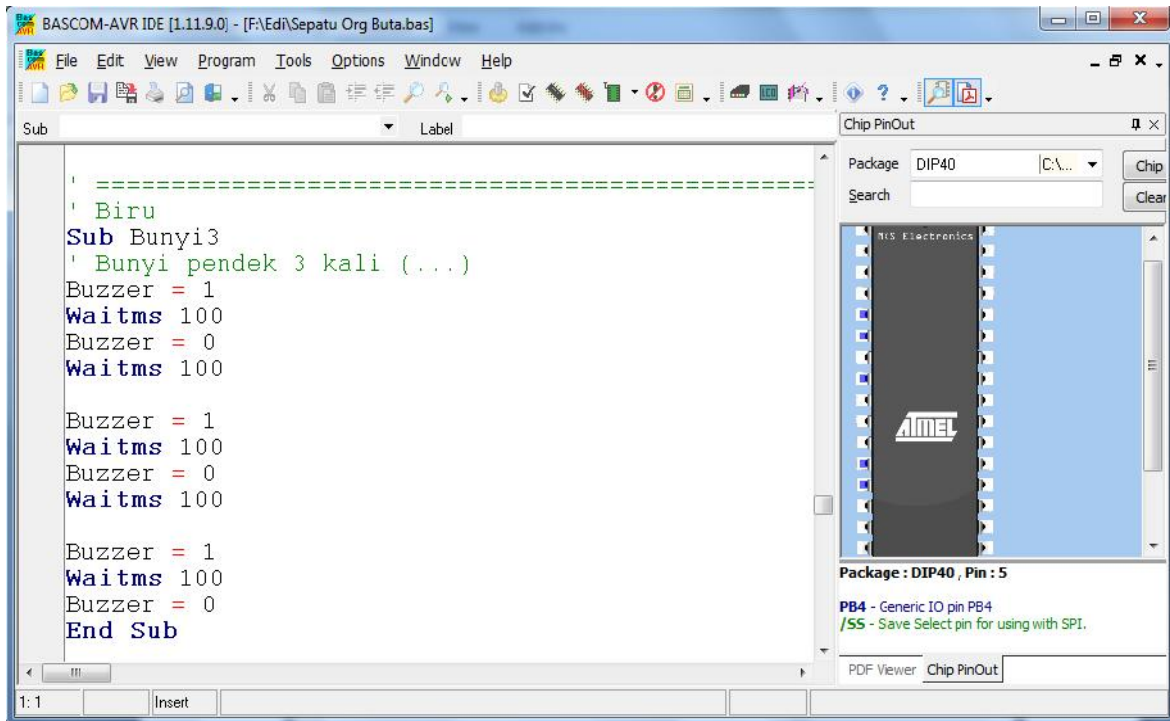 BASCOM-AVR IDE [1.11.9.0] - [F:\Edi\Sepatu Org Buta.bas]
File Edit View Program Tools Options Window Help
Sub
Label
' ================================================
' Biru
Sub Bunyi3
' Bunyi pendek 3 kali (...)
Buzzer = 1
Waitms 100
Buzzer = 0
Waitms 100
Buzzer = 1
Waitms 100
Buzzer = 0
Waitms 100
Buzzer = 1
Waitms 100
Buzzer = 0
End Sub
Chip PinOut
Package DIP40 C:\... Chip
Search Clear
MCS Electronics
ATMEL
Package : DIP40 , Pin : 5
PB4 - Generic IO pin PB4
/SS - Save Select pin for using with SPI.
PDF Viewer Chip PinOut
1: 1 Insert